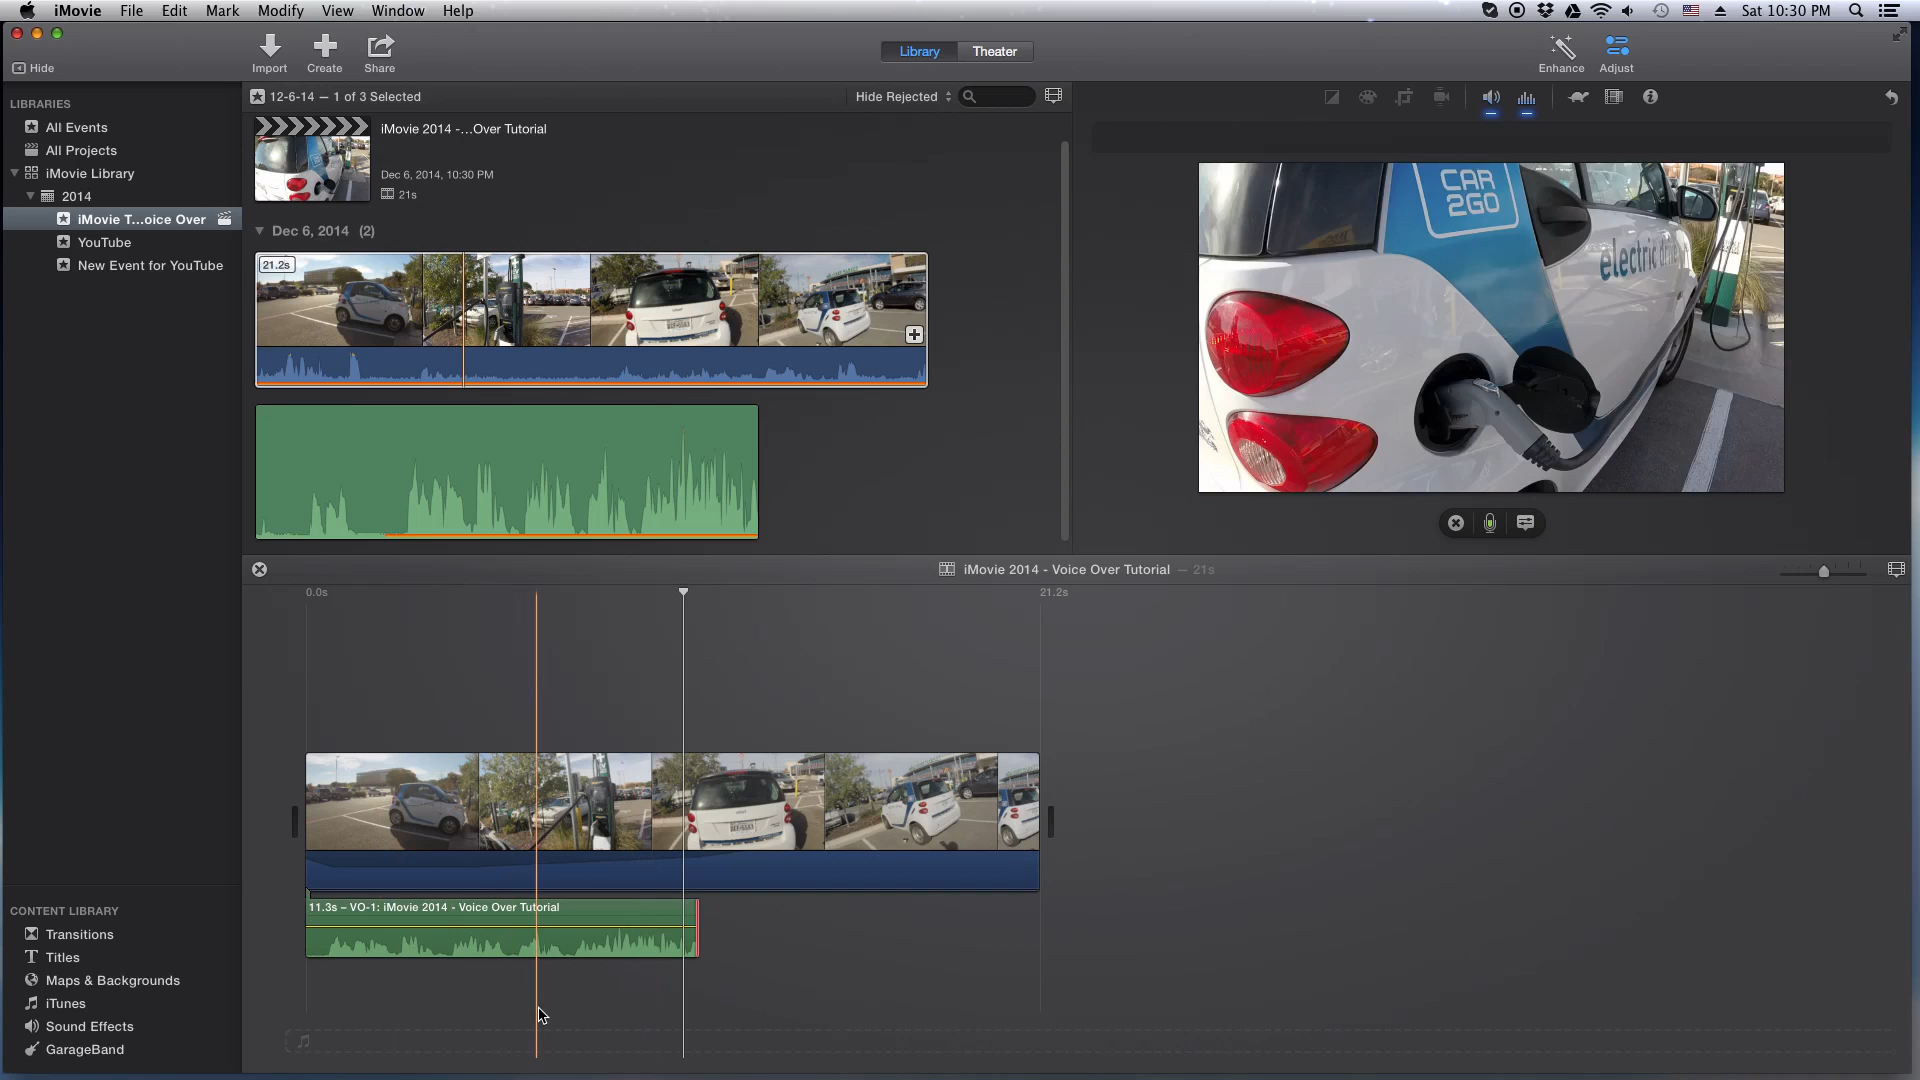 iMovie File Edit Mark Modify View Window Help Sat 10:30 PM
Hide Import Create Share Library Theater Enhance Adjust
LIBRARIES
All Events
All Projects
iMovie Library
2014
iMovie T...oice Over
YouTube
New Event for YouTube
12-6-14 — 1 of 3 Selected Hide Rejected
iMovie 2014 -...Over Tutorial
Dec 6, 2014, 10:30 PM
21s
Dec 6, 2014 (2)
21.2s
CAR
2GO
electric drive
iMovie 2014 - Voice Over Tutorial — 21s
0.0s 21.2s
11.3s – VO-1: iMovie 2014 - Voice Over Tutorial
CONTENT LIBRARY
Transitions
Titles
Maps & Backgrounds
iTunes
Sound Effects
GarageBand